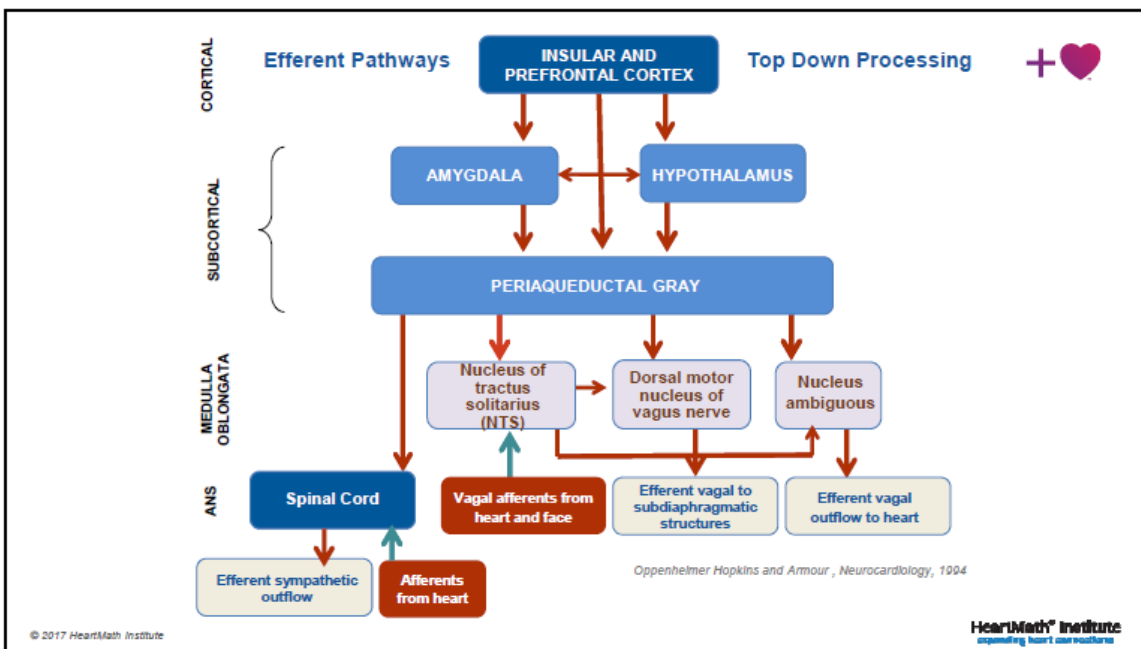 Efferent Pathways
INSULAR AND
PREFRONTAL CORTEX
Top Down Processing
CORTICAL
AMYGDALA
HYPOTHALAMUS
SUBCORTICAL
PERIAQUEDUCTAL GRAY
MEDULLA
OBLONGATA
Nucleus of
tractus
solitarius
(NTS)
Dorsal motor
nucleus of
vagus nerve
Nucleus
ambiguous
ANS
Spinal Cord
Vagal afferents from
heart and face
Efferent vagal to
subdiaphragmatic
structures
Efferent vagal
outflow to heart
Efferent sympathetic
outflow
Afferents
from heart
Oppenheimer Hopkins and Armour , Neurocardiology, 1994
© 2017 HeartMath Institute
HeartMath® Institute
expanding heart connections